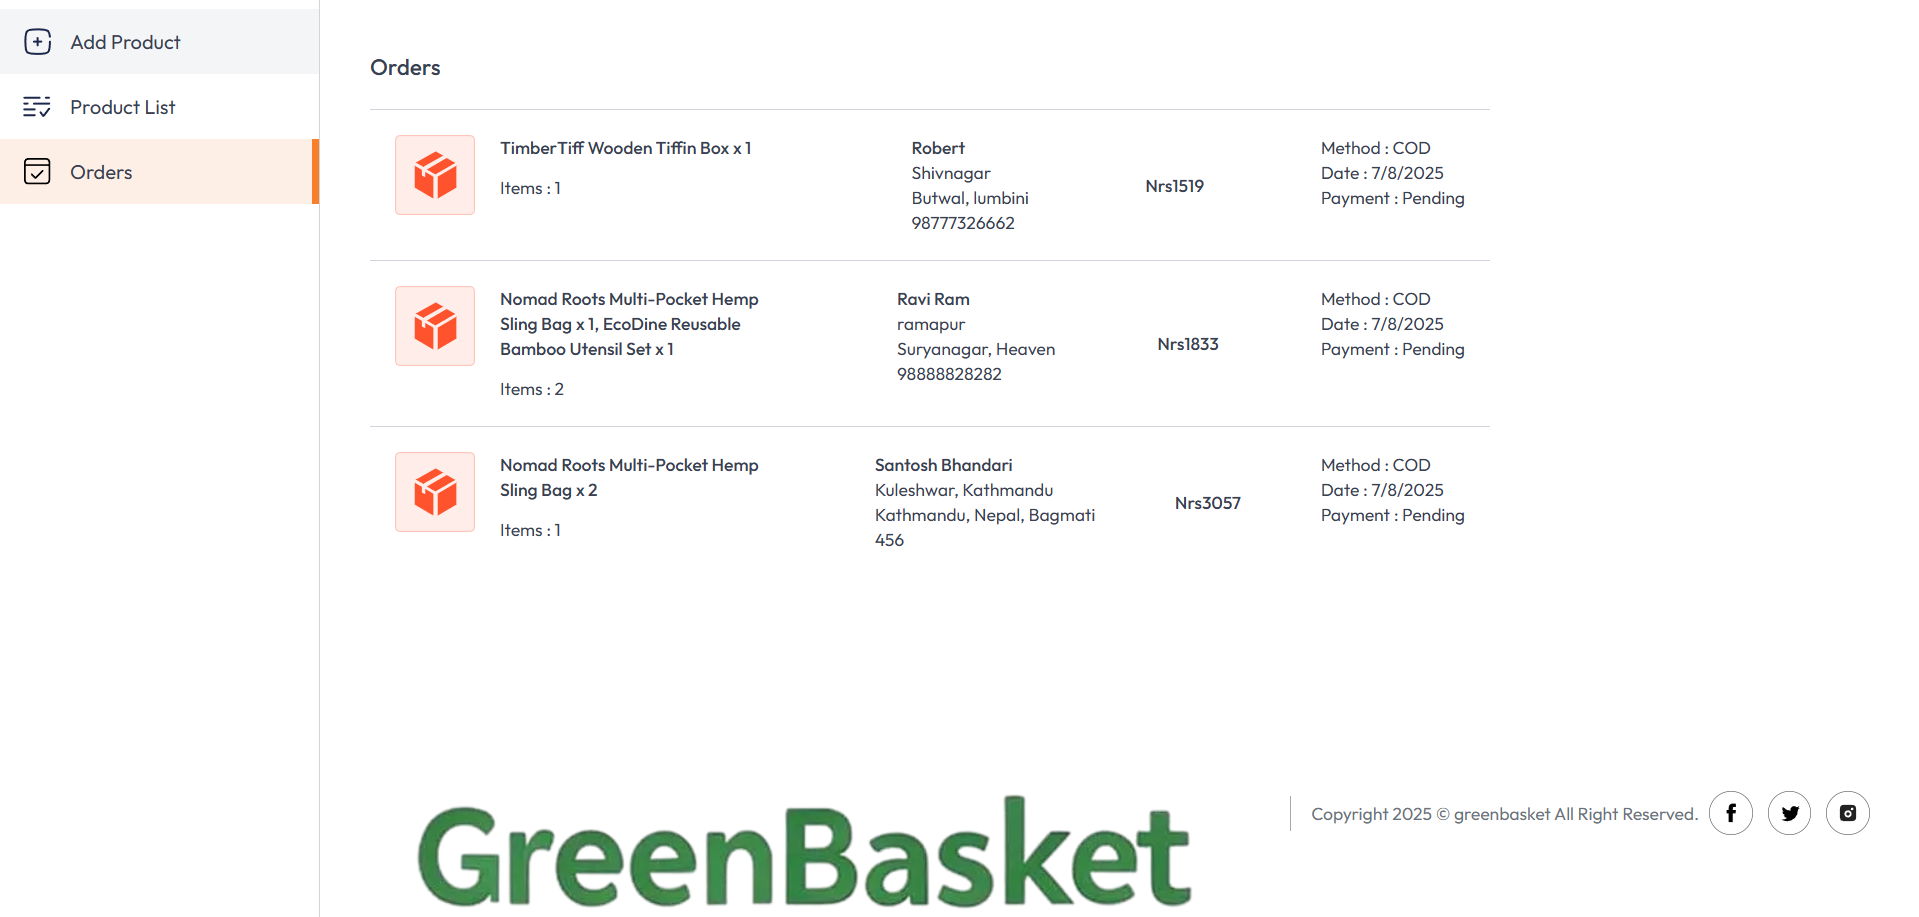 Add Product
Product List
Orders
Orders
TimberTiff Wooden Tiffin Box x 1
Items : 1
Robert
Shivnagar
Butwal, lumbini
98777326662
Nrs1519
Method : COD
Date : 7/8/2025
Payment : Pending
Nomad Roots Multi-Pocket Hemp
Sling Bag x 1, EcoDine Reusable
Bamboo Utensil Set x 1
Items : 2
Ravi Ram
ramapur
Suryanagar, Heaven
98888828282
Nrs1833
Method : COD
Date : 7/8/2025
Payment : Pending
Nomad Roots Multi-Pocket Hemp
Sling Bag x 2
Items : 1
Santosh Bhandari
Kuleshwar, Kathmandu
Kathmandu, Nepal, Bagmati
456
Nrs3057
Method : COD
Date : 7/8/2025
Payment : Pending
GreenBasket
Copyright 2025 © greenbasket All Right Reserved.